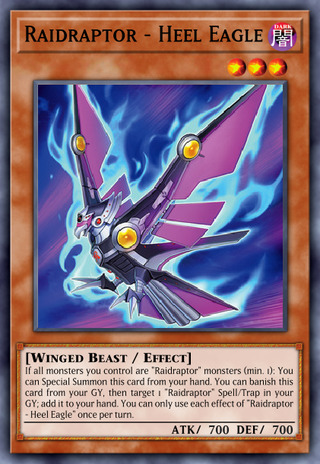 Raidraptor - Heel Eagle
DARK
闇
[Winged Beast / Effect]
If all monsters you control are "Raidraptor" monsters (min. 1): You
can Special Summon this card from your hand. You can banish
this card from your GY, then target 1 "Raidraptor" Spell/Trap in
your GY; add it to your hand. You can only use each effect of "Raidraptor
- Heel Eagle" once per turn.
ATK/ 700 DEF/ 700